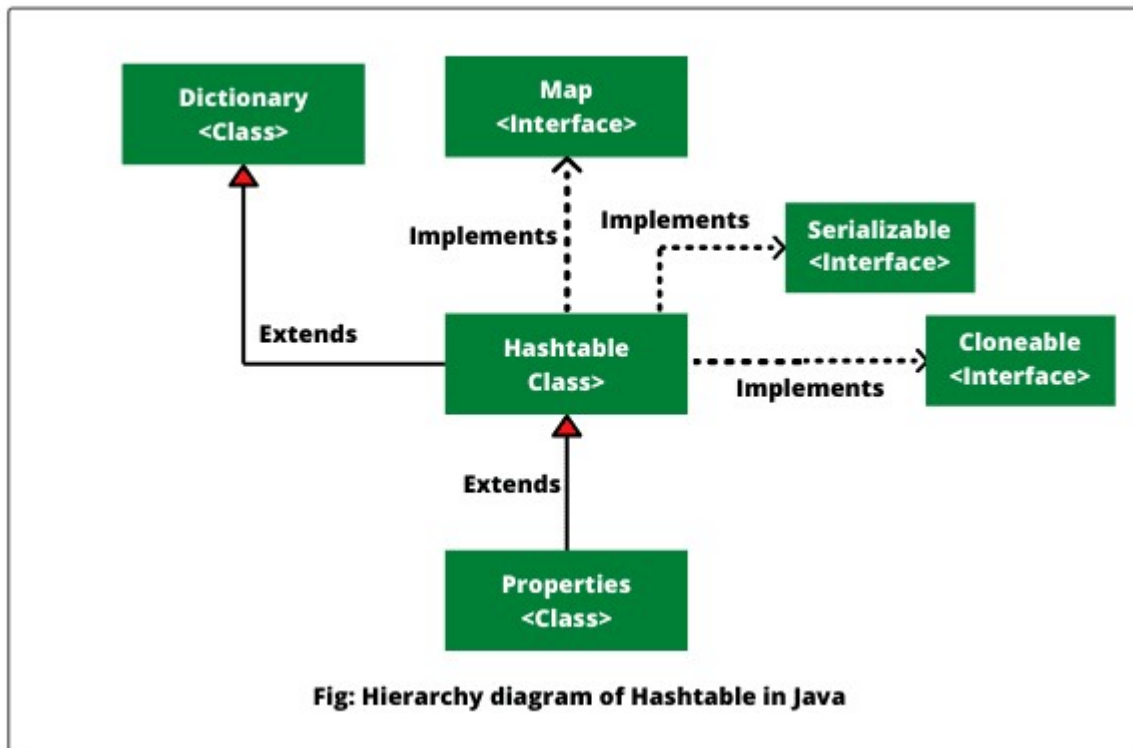 Dictionary
<Class>
Map
<Interface>
Implements
Implements
Serializable
<Interface>
Extends
Hashtable
Class>
Cloneable
<Interface>
Implements
Extends
Properties
<Class>
Fig: Hierarchy diagram of Hashtable in Java